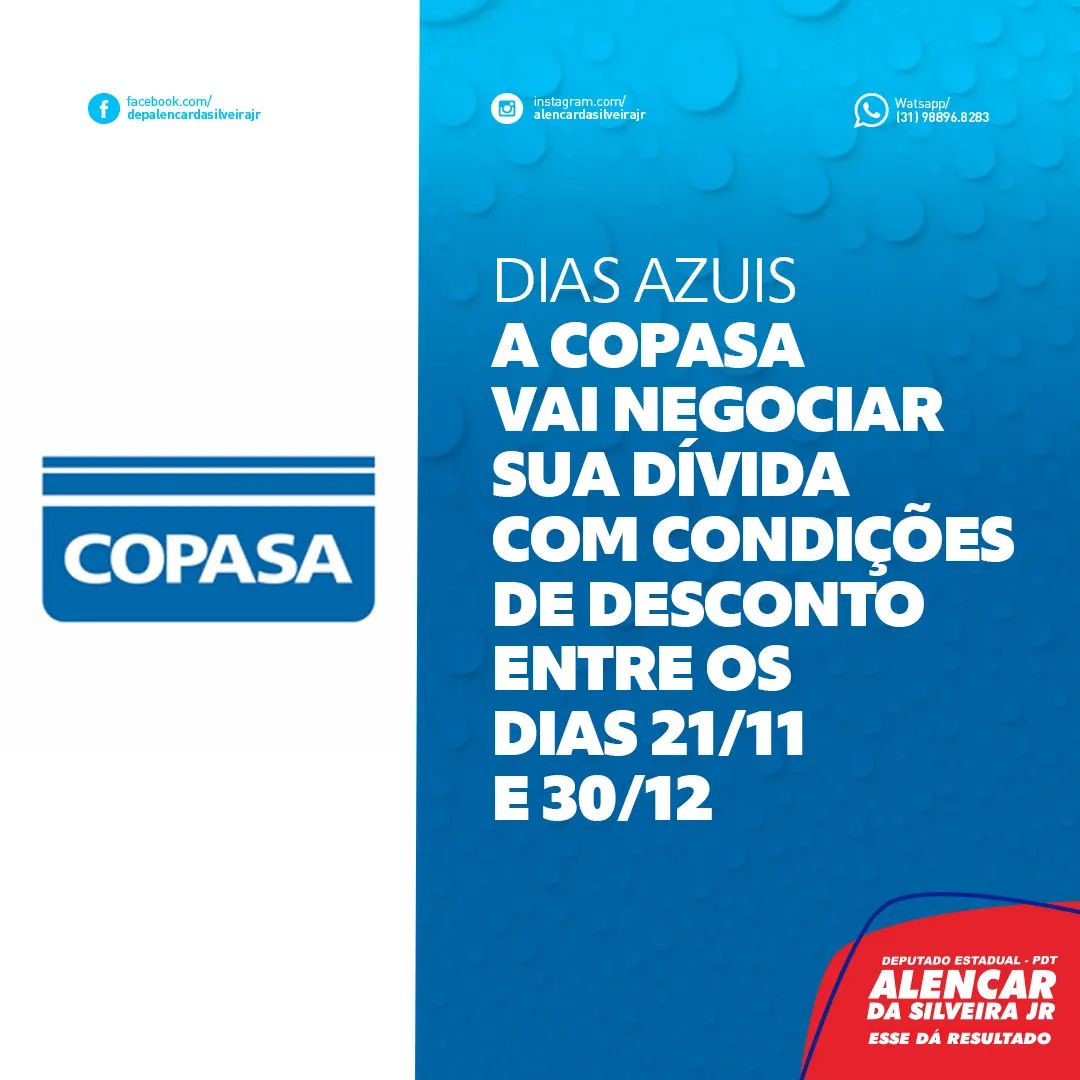 facebook.com/
depalencardasilveirajr
instagram.com/
alencardasilveirajr
Watsapp/
(31) 98896.8283
DIAS AZUIS
A COPASA
VAI NEGOCIAR
SUA DÍVIDA
COM CONDIÇÕES
DE DESCONTO
ENTRE OS
DIAS 21/11
E 30/12
COPASA
DEPUTADO ESTADUAL - PDT
ALENCAR
DA SILVEIRA JR
ESSE DÁ RESULTADO